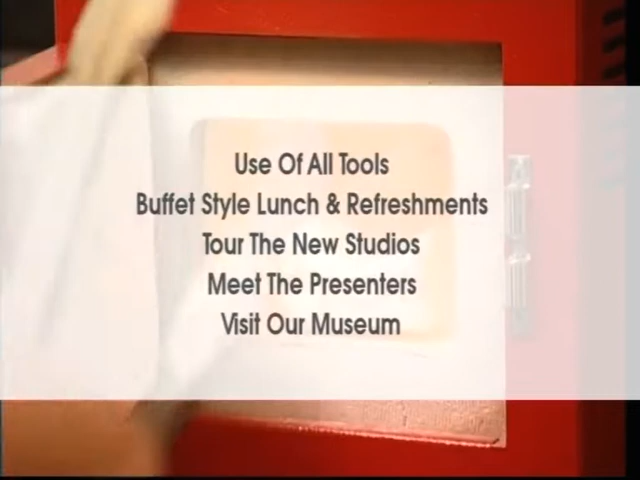 Use Of All Tools
Buffet Style Lunch & Refreshments
Tour The New Studios
Meet The Presenters
Visit Our Museum